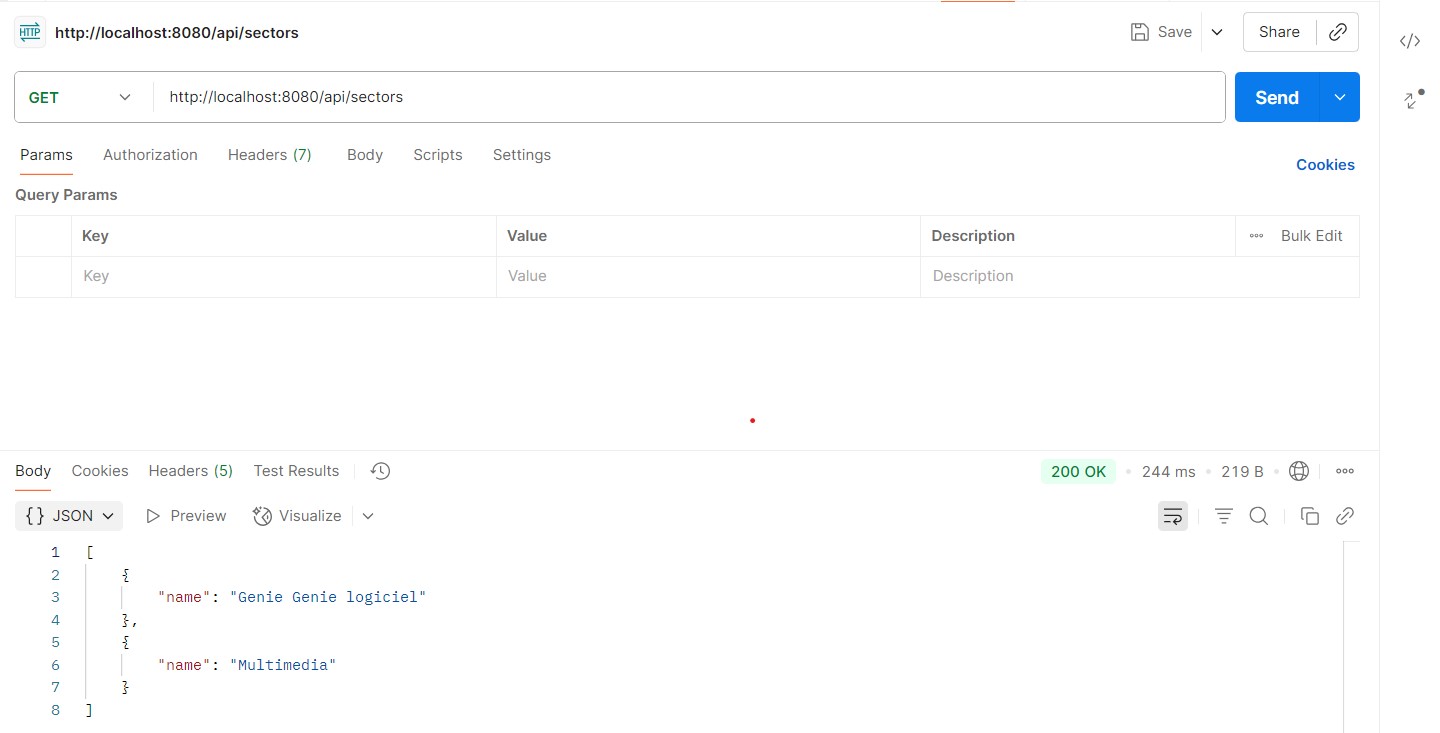 HTTP http://localhost:8080/api/sectors Save Share
GET http://localhost:8080/api/sectors Send
Params Authorization Headers (7) Body Scripts Settings Cookies
Query Params
Key Value Description Bulk Edit
Key Value Description
Body Cookies Headers (5) Test Results 200 OK 244 ms 219 B
{} JSON Preview Visualize
1 [
2 {
3 "name": "Genie Genie logiciel"
4 },
5 {
6 "name": "Multimedia"
7 }
8 ]